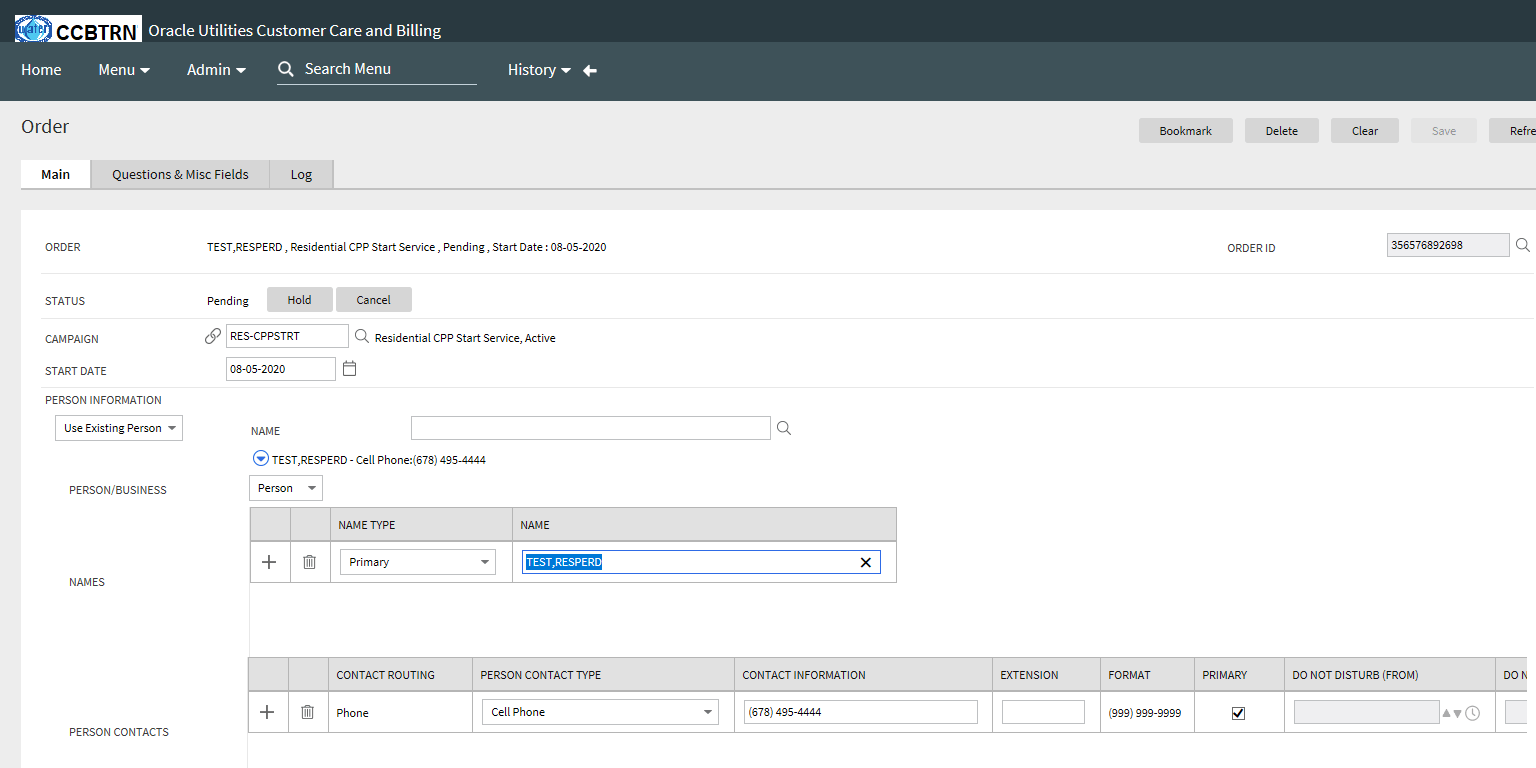 water CCBTRN Oracle Utilities Customer Care and Billing
Home Menu Admin Search Menu History
Order
Bookmark Delete Clear Save Refre
Main Questions & Misc Fields Log
ORDER TEST,RESPERD , Residential CPP Start Service , Pending , Start Date : 08-05-2020 ORDER ID 356576892698
STATUS Pending Hold Cancel
CAMPAIGN RES-CPPSTRT Residential CPP Start Service, Active
START DATE 08-05-2020
PERSON INFORMATION
Use Existing Person NAME
TEST,RESPERD - Cell Phone:(678) 495-4444
PERSON/BUSINESS Person
NAME TYPE NAME
Primary TEST,RESPERD
NAMES
CONTACT ROUTING PERSON CONTACT TYPE CONTACT INFORMATION EXTENSION FORMAT PRIMARY DO NOT DISTURB (FROM) DO N
Phone Cell Phone (678) 495-4444 (999) 999-9999
PERSON CONTACTS